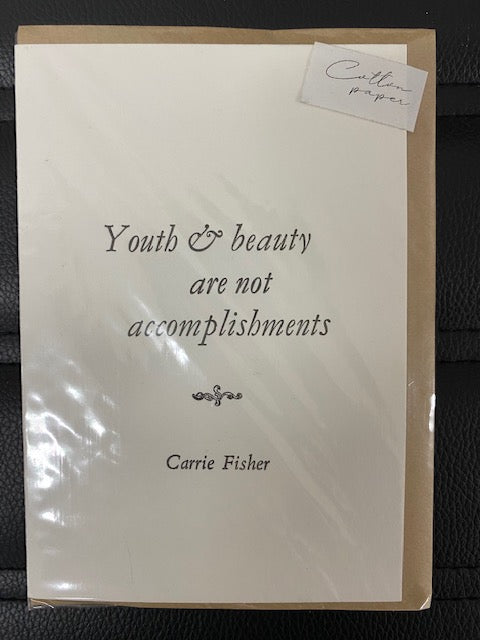 Cotton
paper
Youth & beauty
are not
accomplishments
Carrie Fisher